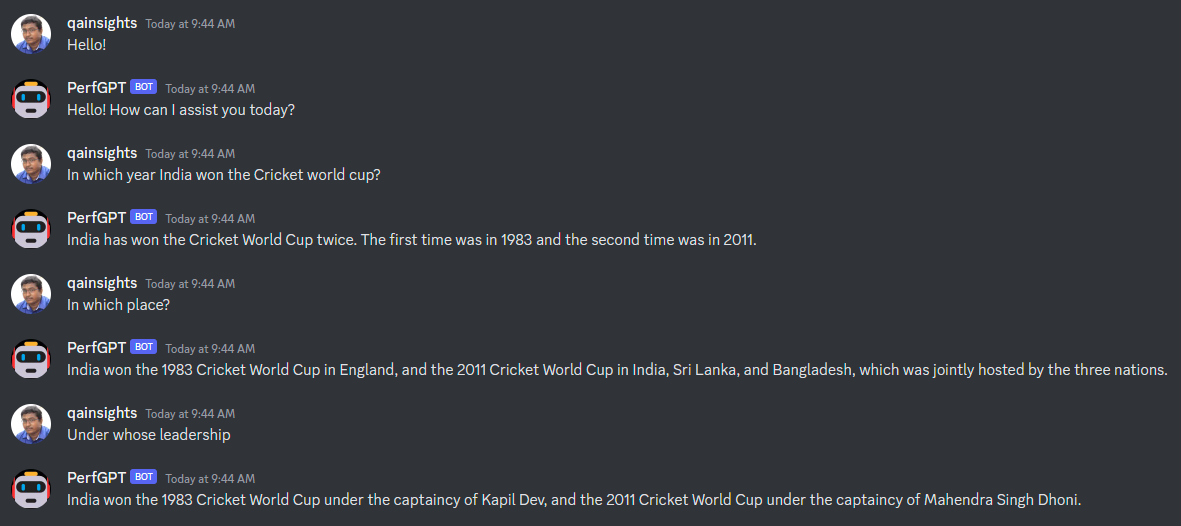 qainsights Today at 9:44 AM
Hello!
PerfGPT BOT Today at 9:44 AM
Hello! How can I assist you today?
qainsights Today at 9:44 AM
In which year India won the Cricket world cup?
PerfGPT BOT Today at 9:44 AM
India has won the Cricket World Cup twice. The first time was in 1983 and the second time was in 2011.
qainsights Today at 9:44 AM
In which place?
PerfGPT BOT Today at 9:44 AM
India won the 1983 Cricket World Cup in England, and the 2011 Cricket World Cup in India, Sri Lanka, and Bangladesh, which was jointly hosted by the three nations.
qainsights Today at 9:44 AM
Under whose leadership
PerfGPT BOT Today at 9:44 AM
India won the 1983 Cricket World Cup under the captaincy of Kapil Dev, and the 2011 Cricket World Cup under the captaincy of Mahendra Singh Dhoni.